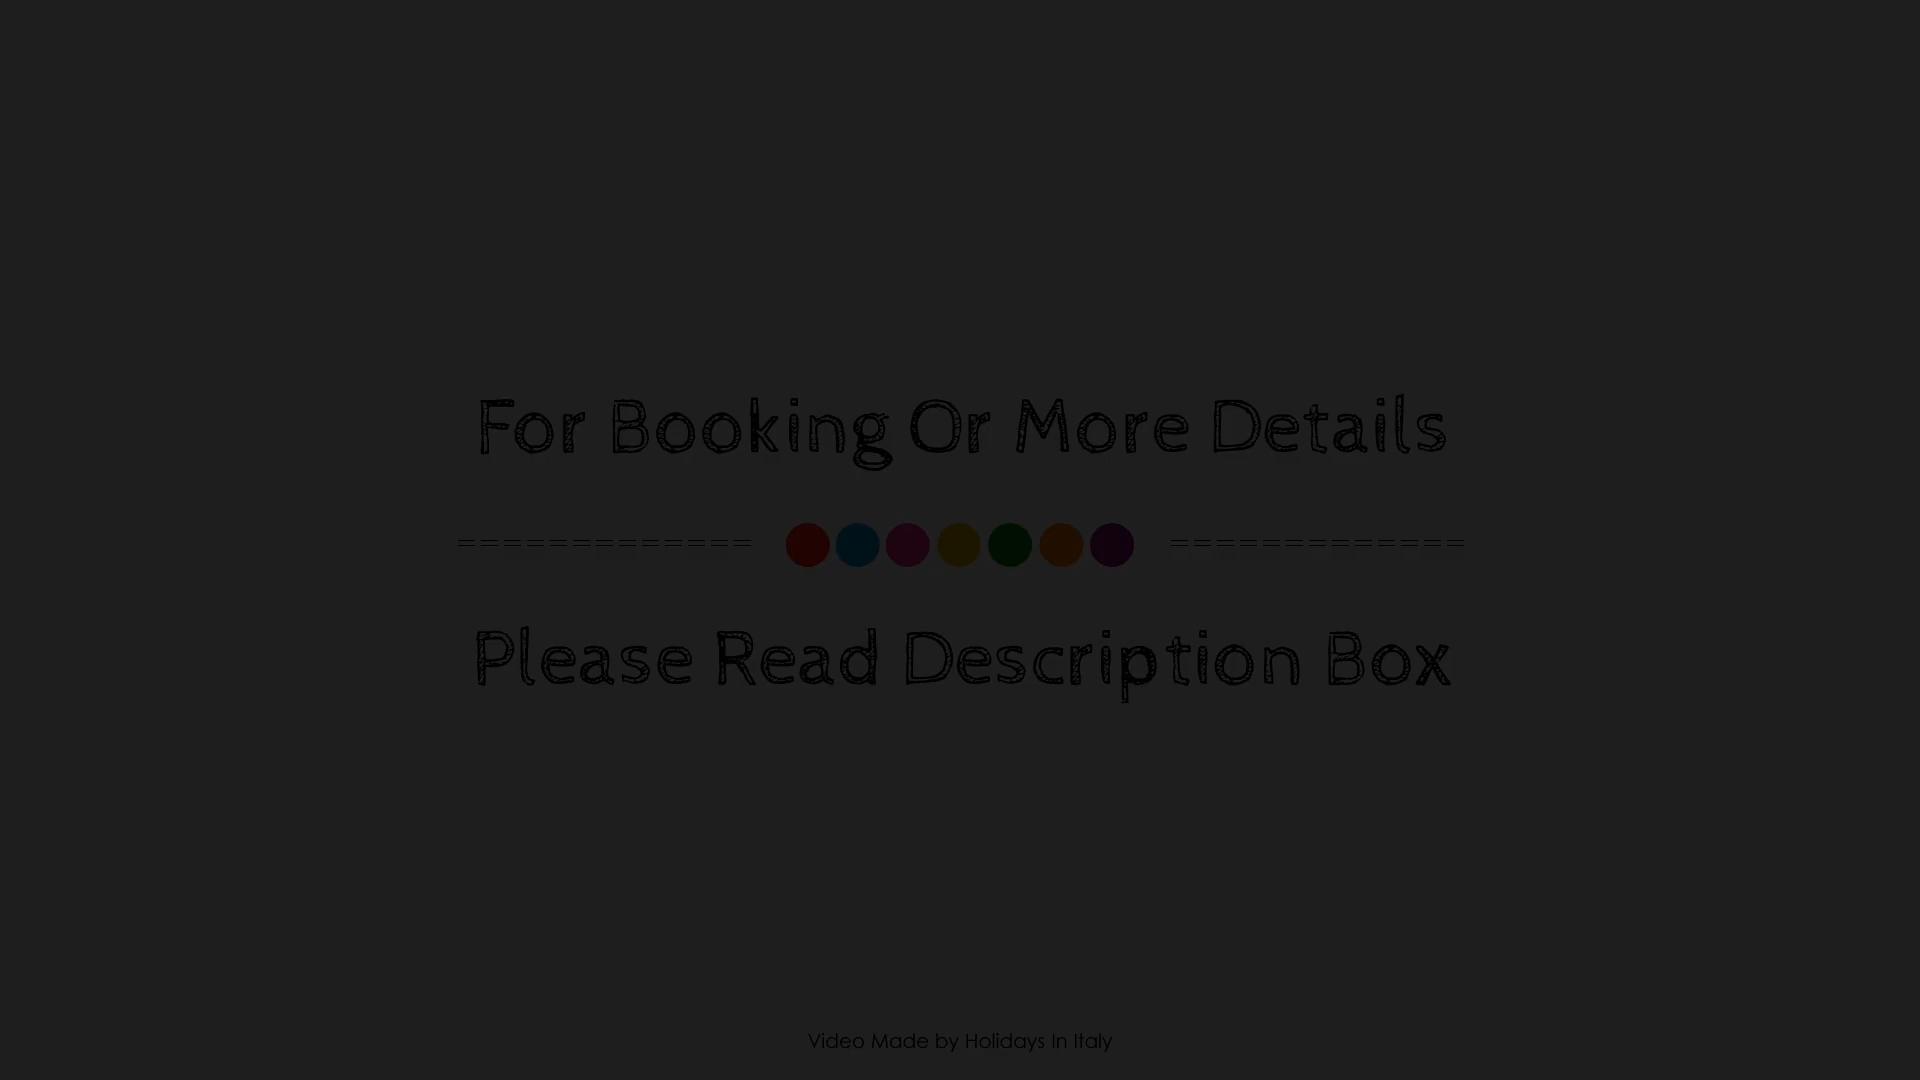 For Booking Or More Details
============= =============
Please Read Description Box
Video Made by Holidays In Italy